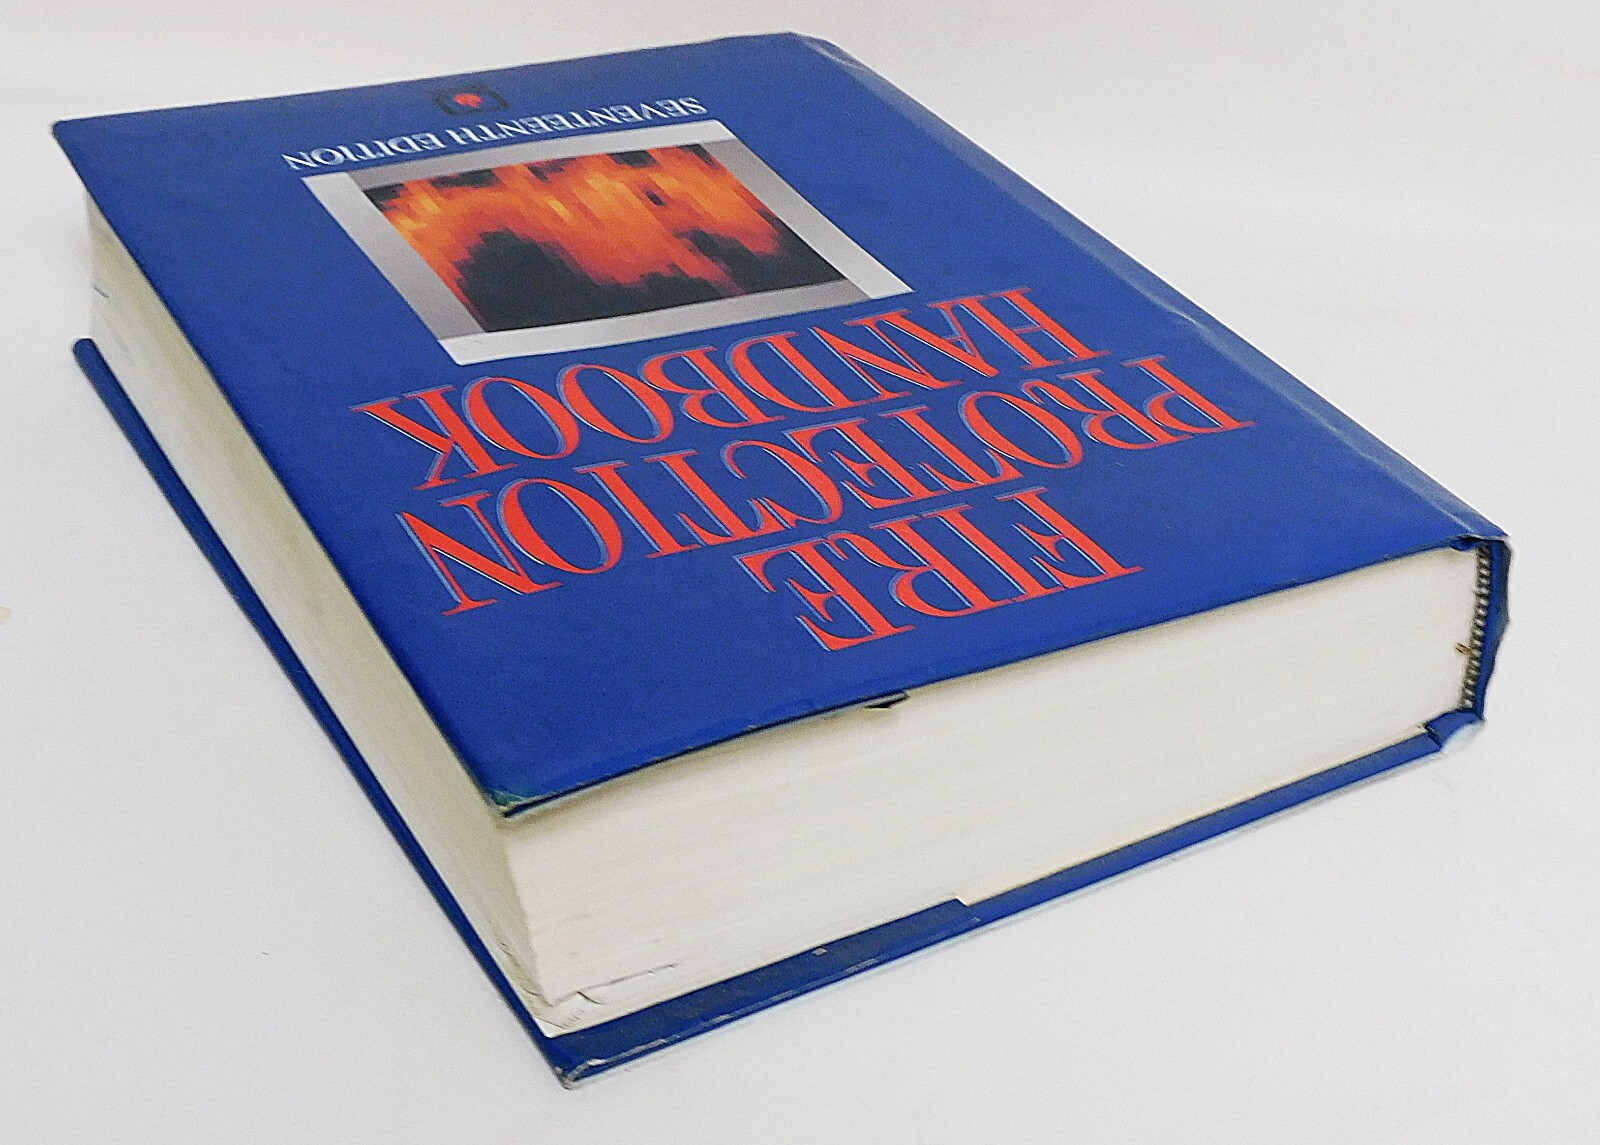 FIRE
PROTECTION
HANDBOOK
SEVENTEENTH EDITION